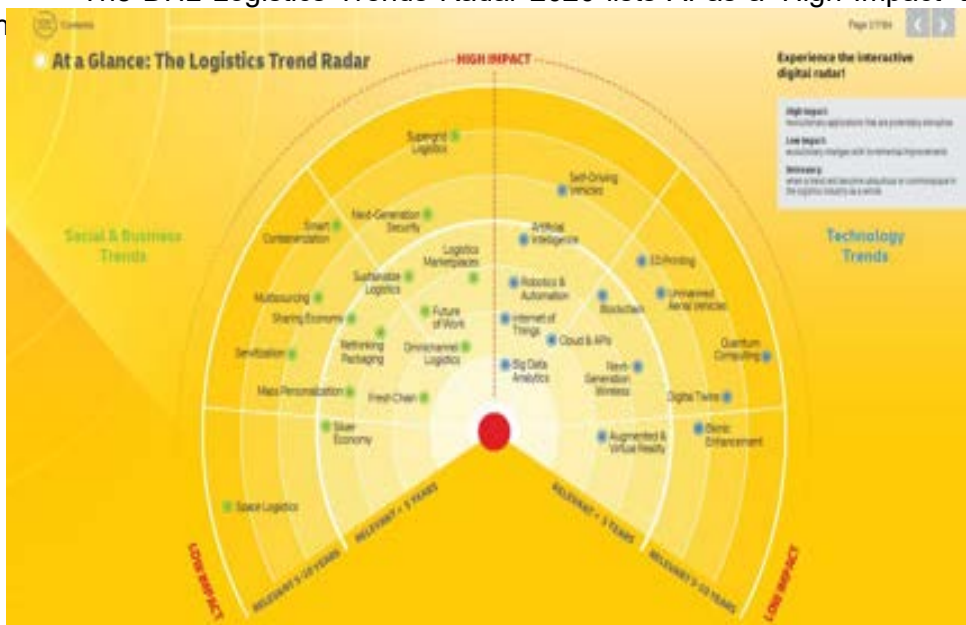 The DHL Logistics Trends Radar 2020 lists AI as a
Contents
At a Glance: The Logistics Trend Radar
HIGH IMPACT
Experience the interactive
digital radar!
High Impact:
Low Impact:
Relevancy:
Social & Business
Trends
Technology
Trends
Supergrid
Logistics
Self-Driving
Vehicles
Smart
Containerization
Next-Generation
Security
Artificial
Intelligence
Logistics
Marketplaces
3D Printing
Sustainable
Logistics
Robotics &
Automation
Unmanned
Aerial Vehicles
Multisourcing
Blockchain
Sharing Economy
Future
of Work
Internet of
Things
Cloud & APIs
Rethinking
Packaging
Omnichannel
Logistics
Servitization
Quantum
Computing
Big Data
Analytics
Next-
Generation
Wireless
Mass Personalization
Fresh Chain
Digital Twins
Silver
Economy
Augmented &
Virtual Reality
Bionic
Enhancement
Space Logistics
RELEVANT < 5 YEARS
RELEVANT < 5 YEARS
RELEVANT 5-10 YEARS
RELEVANT 5-10 YEARS
LOW IMPACT
LOW IMPACT